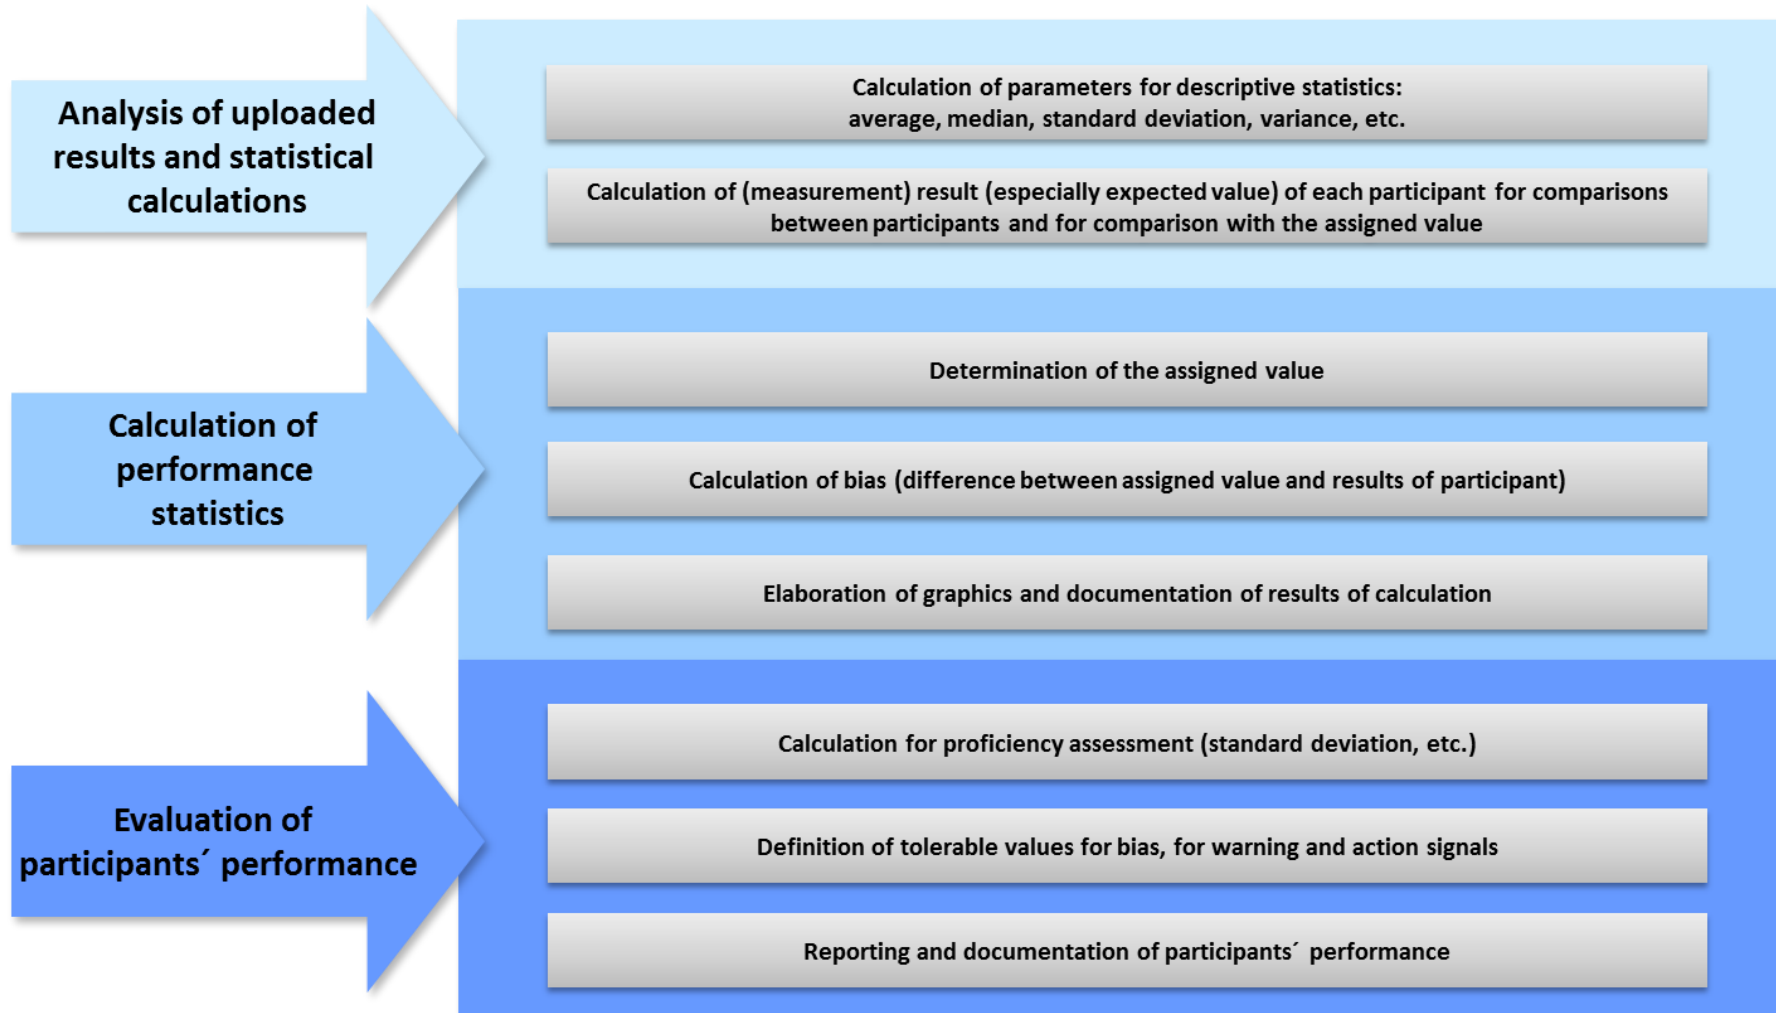 Analysis of uploaded
results and statistical
calculations
Calculation of parameters for descriptive statistics:
average, median, standard deviation, variance, etc.
Calculation of (measurement) result (especially expected value) of each participant for comparisons
between participants and for comparison with the assigned value
Calculation of
performance
statistics
Determination of the assigned value
Calculation of bias (difference between assigned value and results of participant)
Elaboration of graphics and documentation of results of calculation
Evaluation of
participants´ performance
Calculation for proficiency assessment (standard deviation, etc.)
Definition of tolerable values for bias, for warning and action signals
Reporting and documentation of participants´ performance